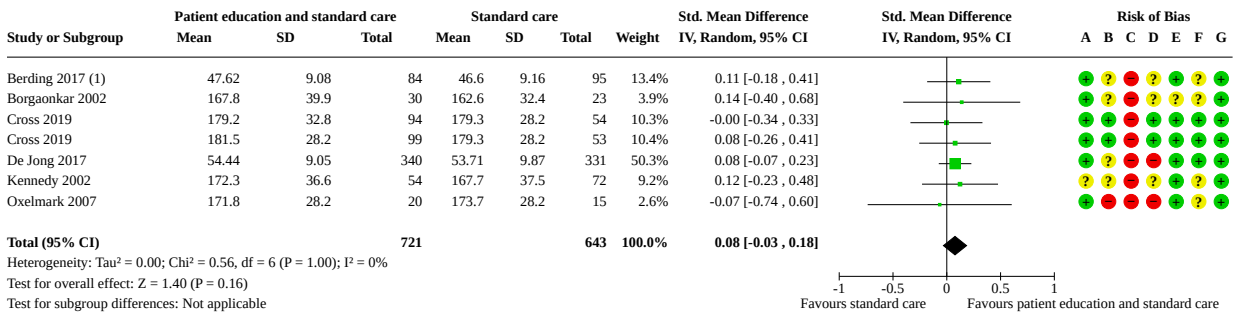 Patient education and standard care Standard care Std. Mean Difference Std. Mean Difference Risk of Bias
Study or Subgroup Mean SD Total Mean SD Total Weight IV, Random, 95% CI IV, Random, 95% CI A B C D E F G
Berding 2017 (1) 47.62 9.08 84 46.6 9.16 95 13.4% 0.11 [-0.18 , 0.41] + ? − ? + ? +
Borgaonkar 2002 167.8 39.9 30 162.6 32.4 23 3.9% 0.14 [-0.40 , 0.68] + ? − ? ? ? +
Cross 2019 179.2 32.8 94 179.3 28.2 54 10.3% -0.00 [-0.34 , 0.33] + + − + + + +
Cross 2019 181.5 28.2 99 179.3 28.2 53 10.3% 0.08 [-0.26 , 0.41] + + − + + + +
De Jong 2017 54.44 9.05 340 53.71 9.87 331 50.3% 0.08 [-0.07 , 0.23] + ? − − + + +
Kennedy 2002 172.3 36.6 54 167.7 37.5 72 9.2% 0.12 [-0.23 , 0.48] ? ? − ? + ? +
Oxelmark 2007 171.8 28.2 20 173.7 28.2 15 2.6% -0.07 [-0.74 , 0.60] + − − − + ? +
Total (95% CI) 721 643 100.0% 0.08 [-0.03 , 0.18]
Heterogeneity: Tau² = 0.00; Chi² = 0.56, df = 6 (P = 1.00); I² = 0%
Test for overall effect: Z = 1.40 (P = 0.16)
-1 -0.5 0 0.5 1
Test for subgroup differences: Not applicable Favours standard care Favours patient education and standard care